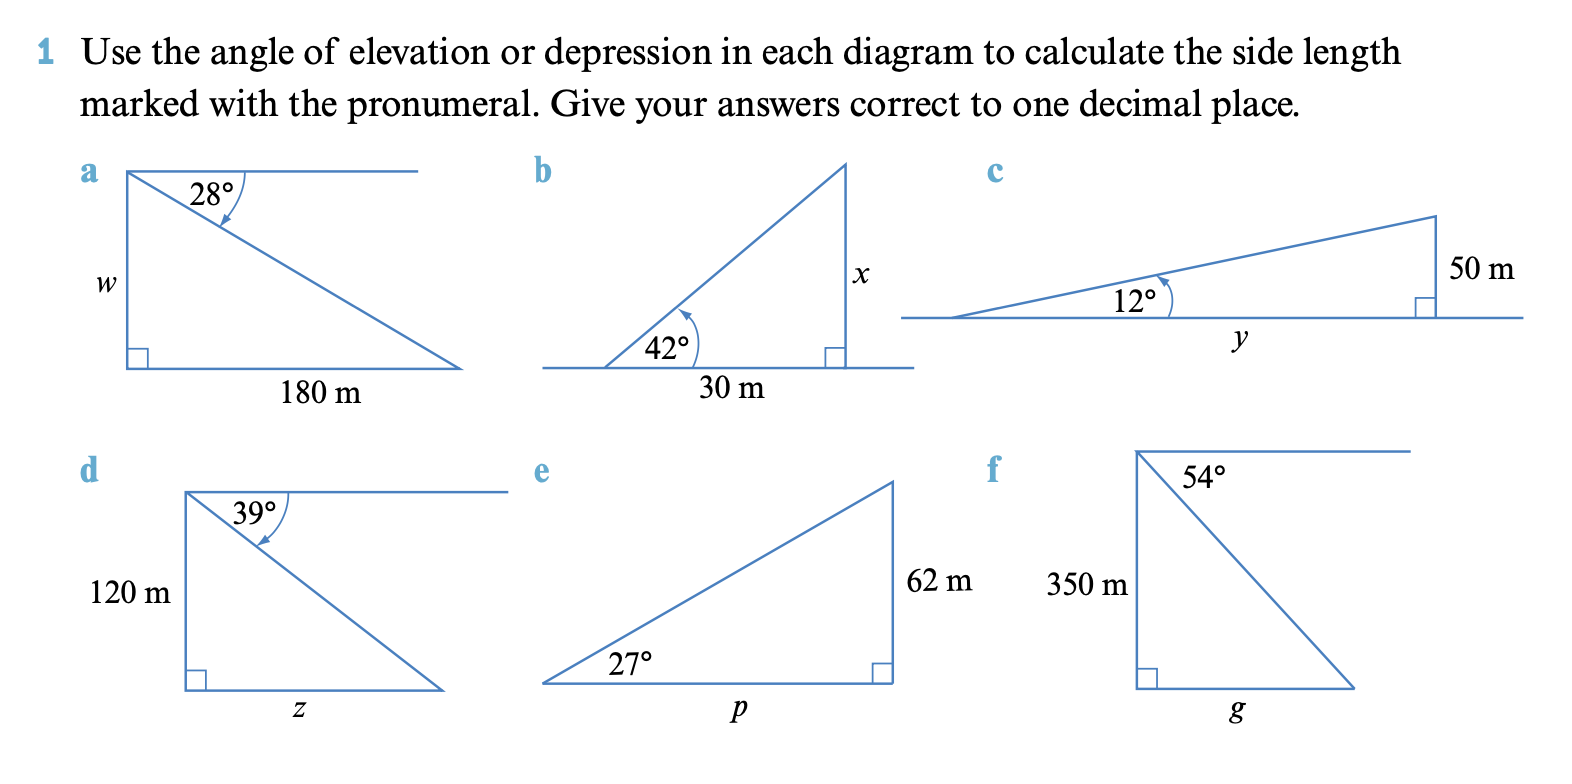 1 Use the angle of elevation or depression in each diagram to calculate the side length
marked with the pronumeral. Give your answers correct to one decimal place.
a
28°
w
180 m
b
x
42°
30 m
c
50 m
12°
y
d
39°
120 m
z
e
62 m
27°
p
f
54°
350 m
g